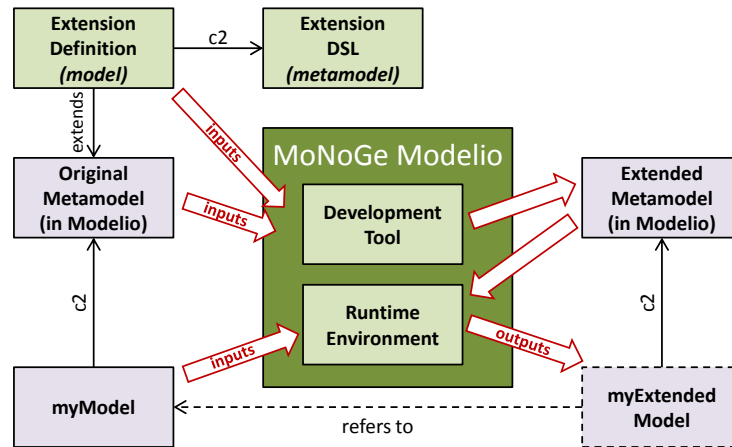 Extension
Definition
(model)
c2
Extension
DSL
(metamodel)
extends
inputs
MoNoGe Modelio
Original
Metamodel
(in Modelio)
inputs
Development
Tool
Extended
Metamodel
(in Modelio)
c2
Runtime
Environment
c2
inputs
outputs
myModel
refers to
myExtended
Model